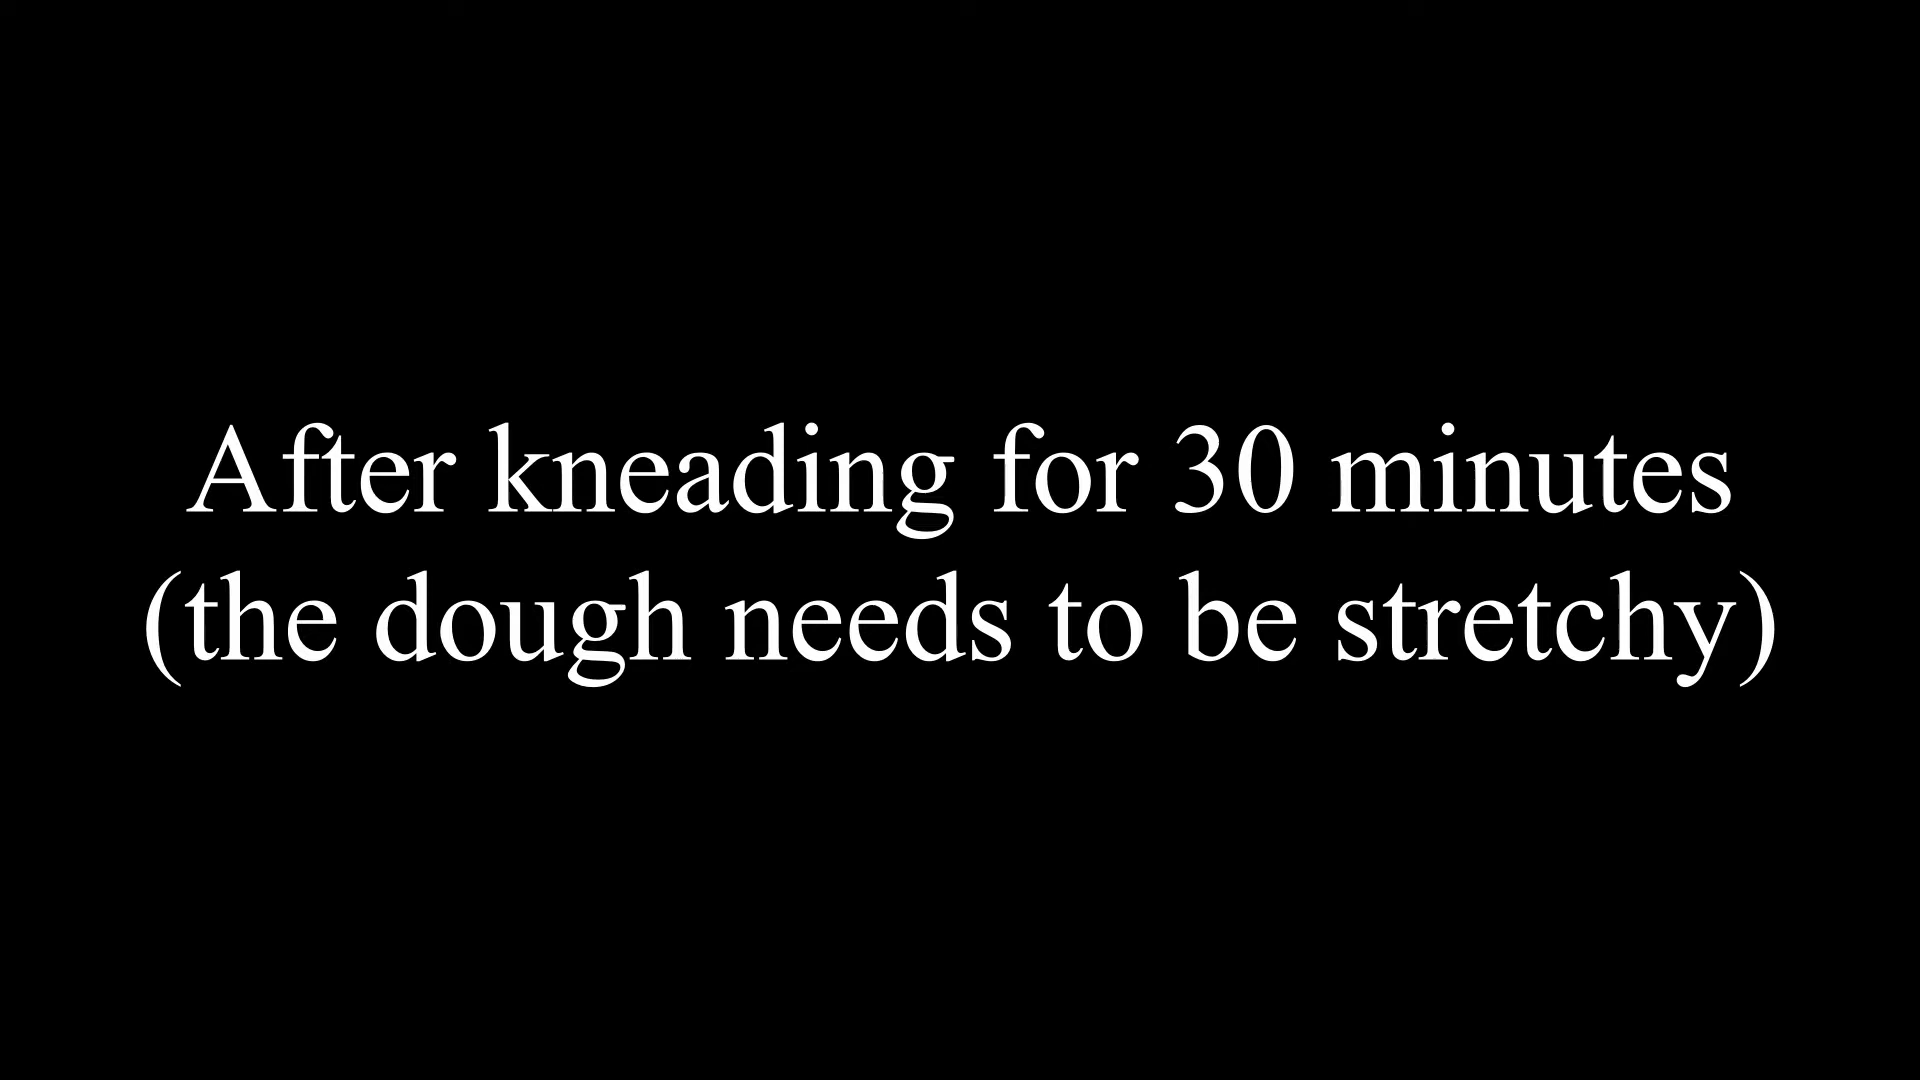 After kneading for 30 minutes
(the dough needs to be stretchy)